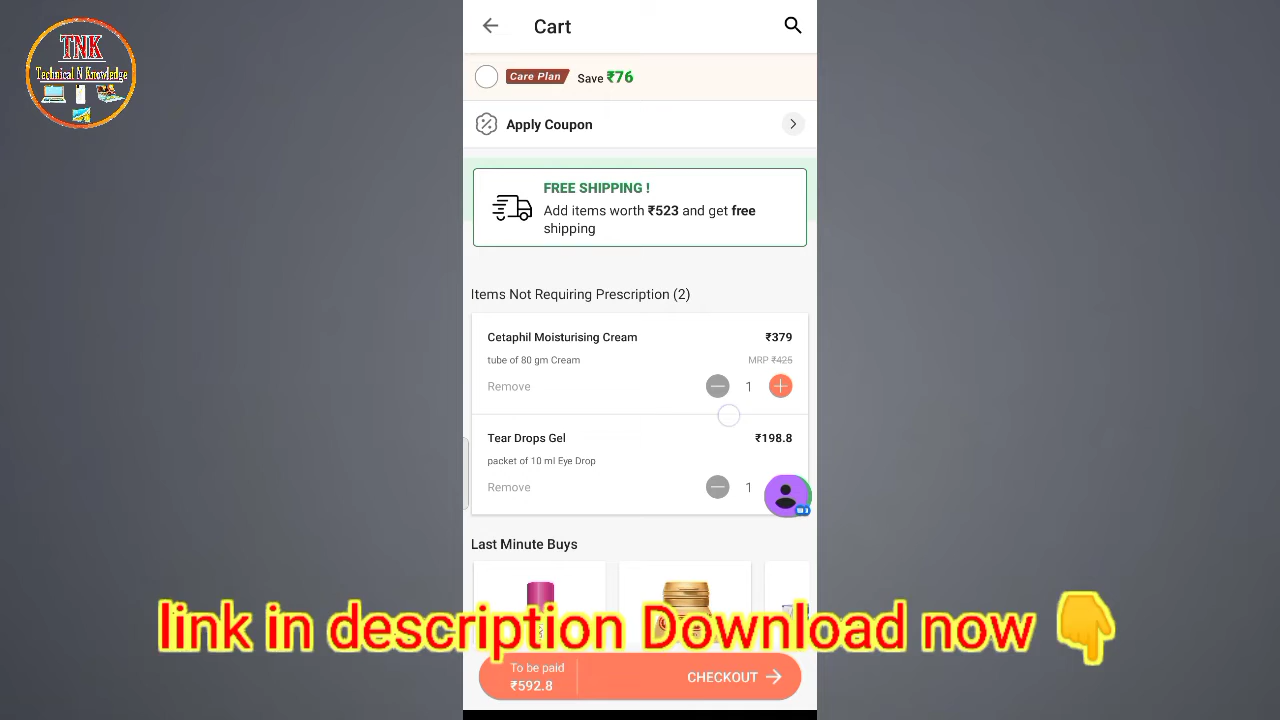 TNK
Technical N Knowledge
Cart
Care Plan Save ₹76
Apply Coupon
FREE SHIPPING !
Add items worth ₹523 and get free
shipping
Items Not Requiring Prescription (2)
Cetaphil Moisturising Cream ₹379
tube of 80 gm Cream MRP ₹425
Remove 1
Tear Drops Gel ₹198.8
packet of 10 ml Eye Drop
Remove 1
Last Minute Buys
link in description Download now 👇
To be paid
₹592.8 CHECKOUT